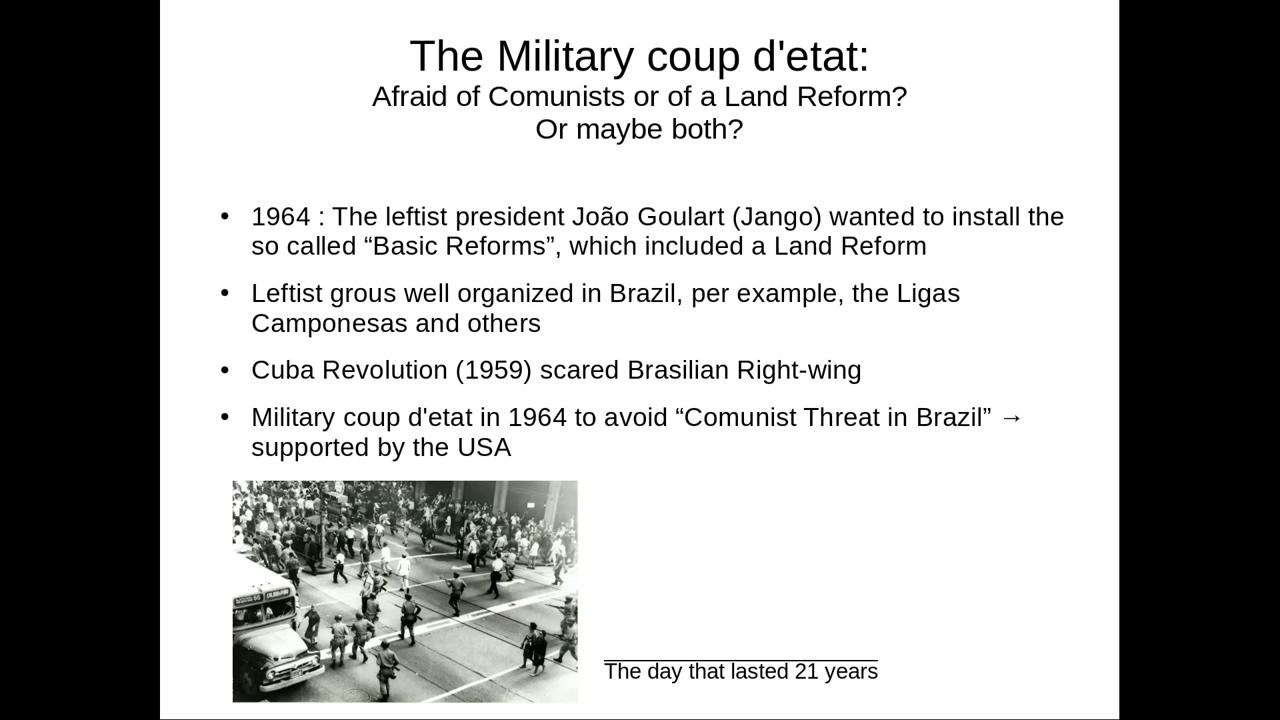 The Military coup d'etat:
Afraid of Comunists or of a Land Reform?
Or maybe both?
• 1964 : The leftist president João Goulart (Jango) wanted to install the
so called “Basic Reforms”, which included a Land Reform
• Leftist grous well organized in Brazil, per example, the Ligas
Camponesas and others
• Cuba Revolution (1959) scared Brasilian Right-wing
• Military coup d'etat in 1964 to avoid “Comunist Threat in Brazil” →
supported by the USA
The day that lasted 21 years